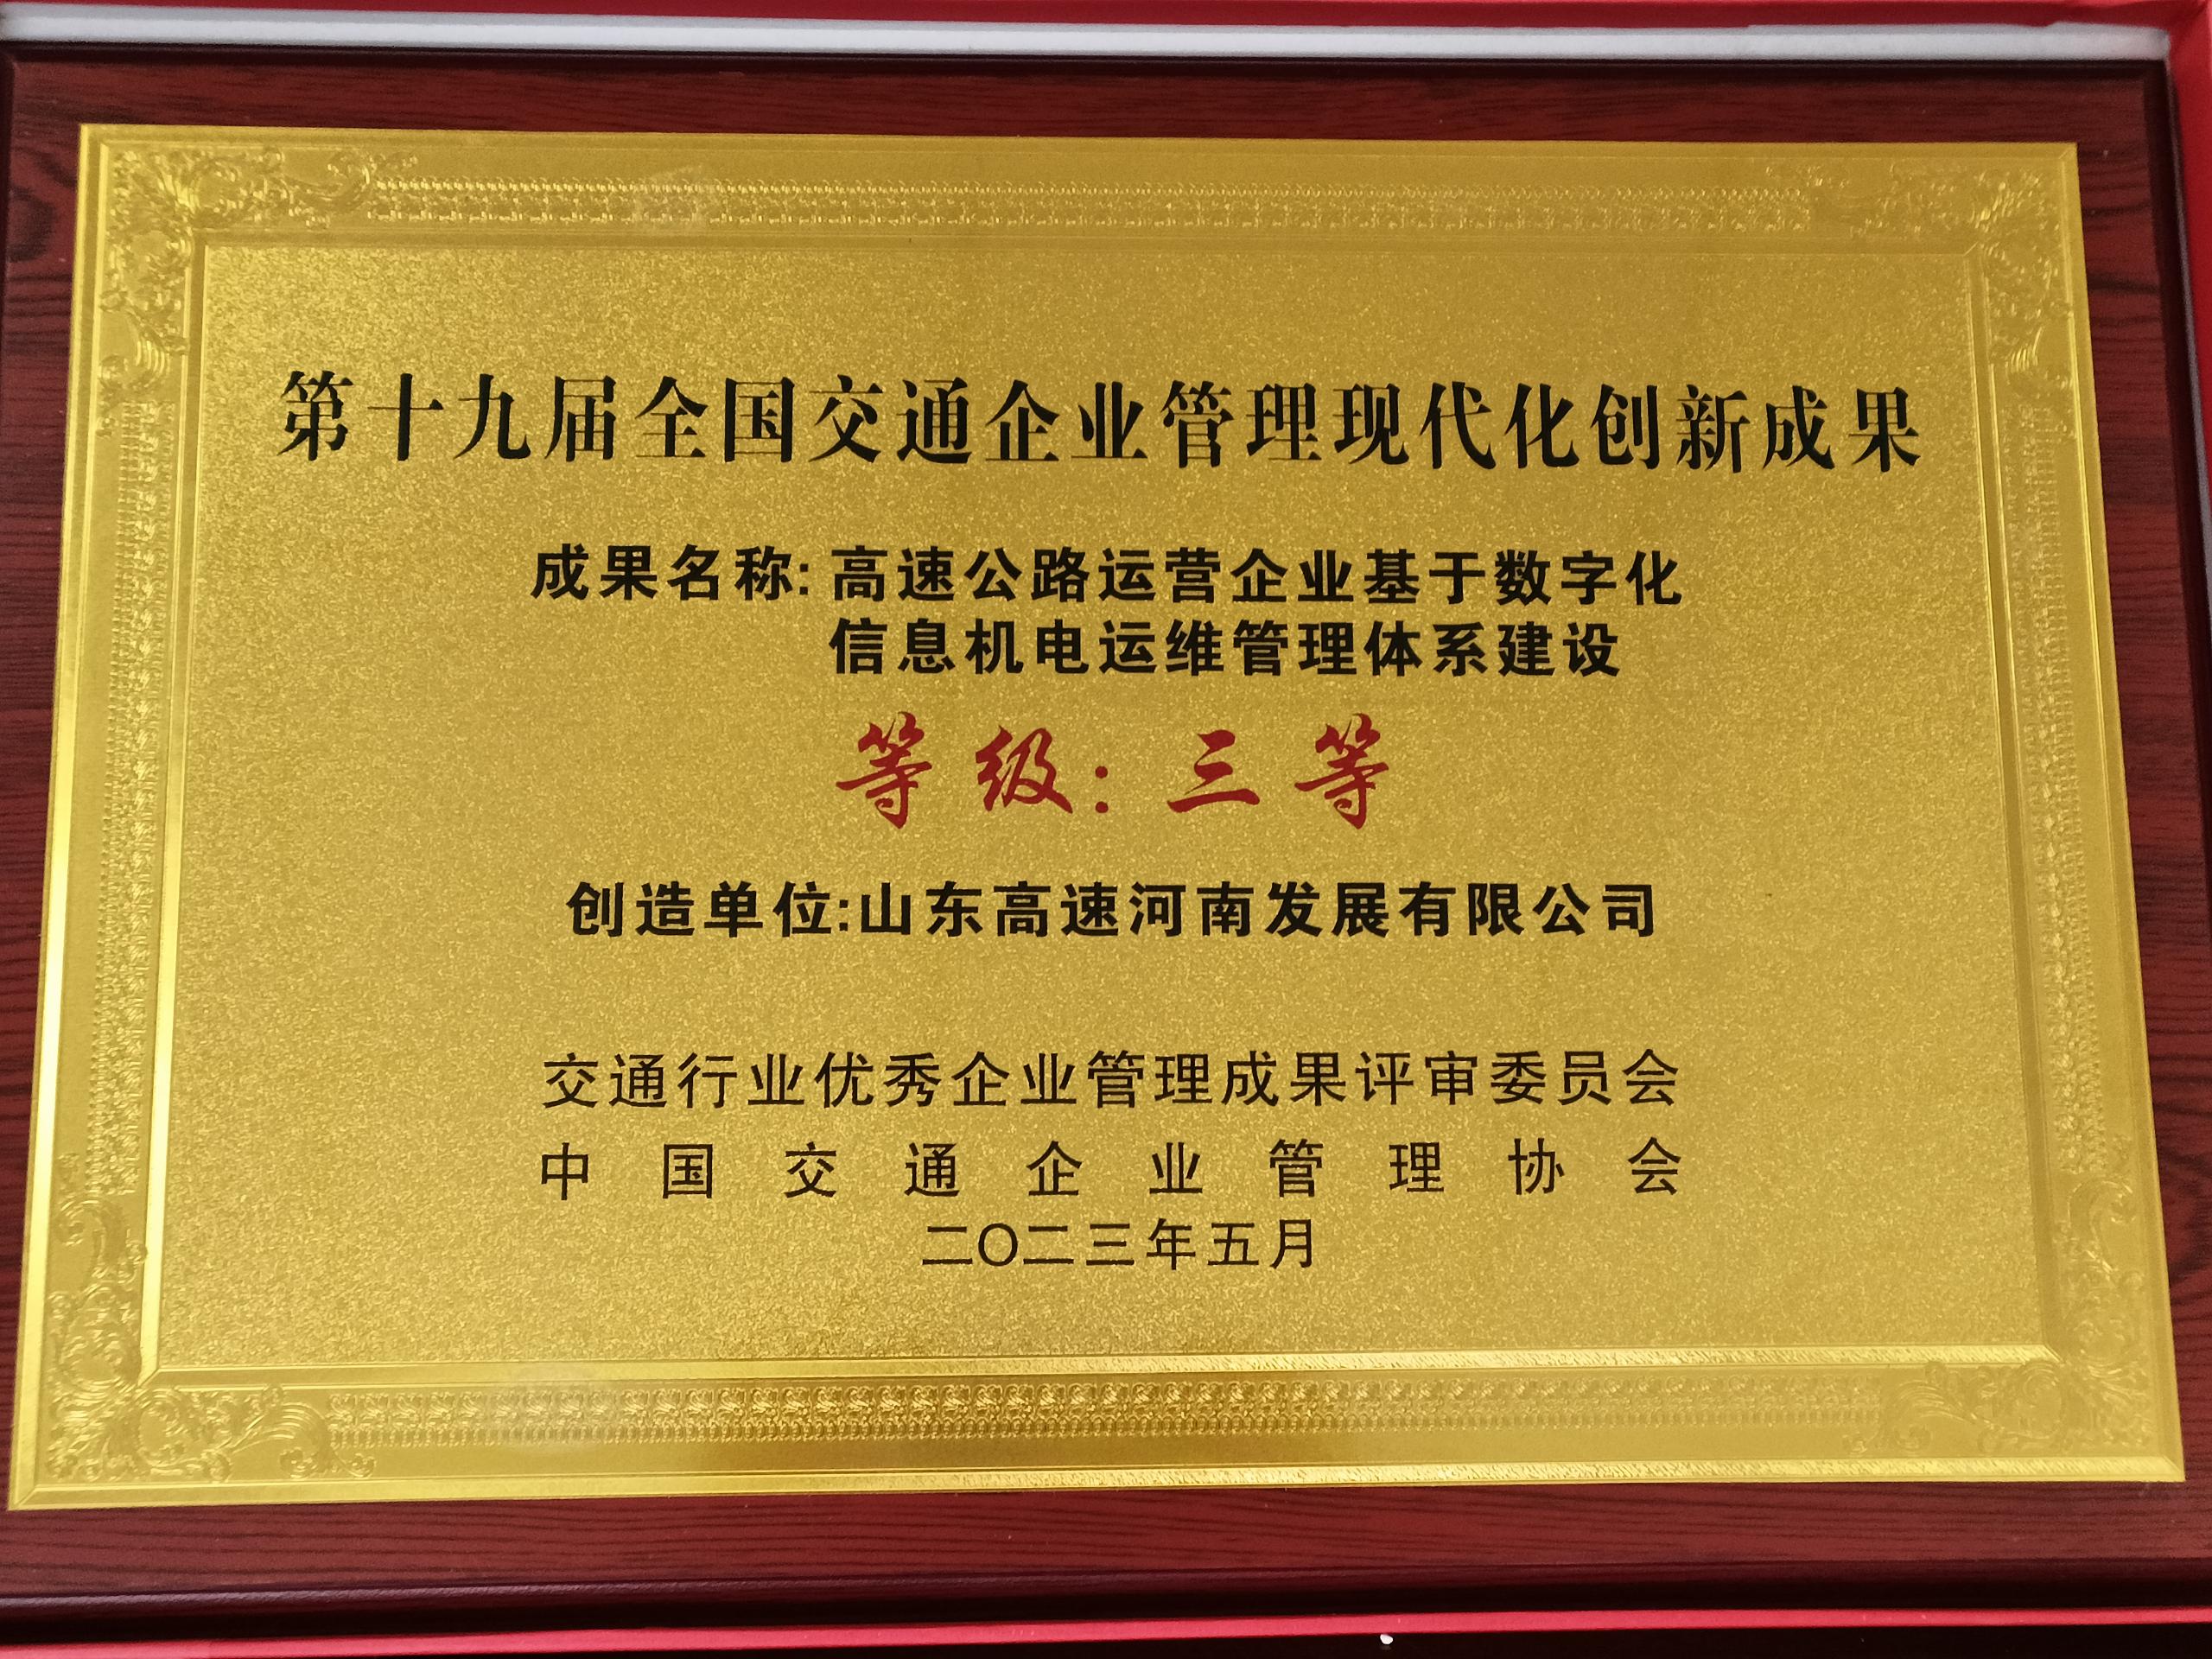 第十九届全国交通企业管理现代化创新成果
成果名称:高速公路运营企业基于数字化
信息机电运维管理体系建设
等级:三等
创造单位:山东高速河南发展有限公司
交通行业优秀企业管理成果评审委员会
中国交通企业管理协会
二〇二三年五月